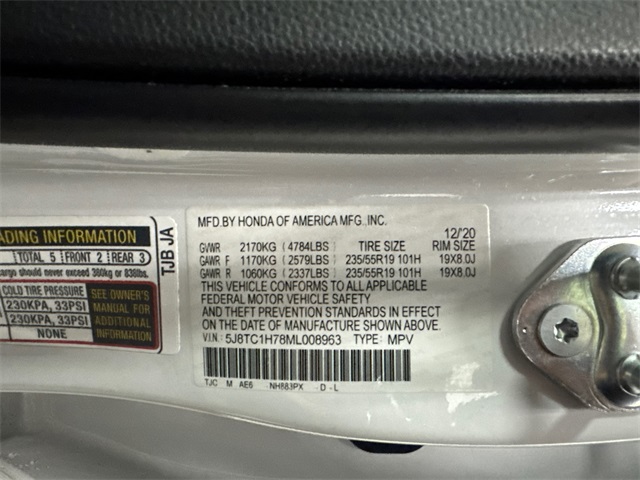 ADING INFORMATION
TOTAL 5 FRONT 2 REAR 3
argo should never exceed 380kg or 838lbs.
COLD TIRE PRESSURE
230KPA, 33PSI
230KPA, 33PSI
NONE
SEE OWNER'S
MANUAL FOR
ADDITIONAL
INFORMATION
TJB JA
MFD.BY HONDA OF AMERICA MFG.,INC.
12/20
GVWR 2170KG (4784LBS) TIRE SIZE RIM SIZE
GAWR F 1170KG (2579LBS) 235/55R19 101H 19X8.0J
GAWR R 1060KG (2337LBS) 235/55R19 101H 19X8.0J
THIS VEHICLE CONFORMS TO ALL APPLICABLE
FEDERAL MOTOR VEHICLE SAFETY
AND THEFT PREVENTION STANDARDS IN EFFECT
ON THE DATE OF MANUFACTURE SHOWN ABOVE.
V.I.N.: 5J8TC1H78ML008963 TYPE: MPV
TJC M AE6 NH883PX - D - L